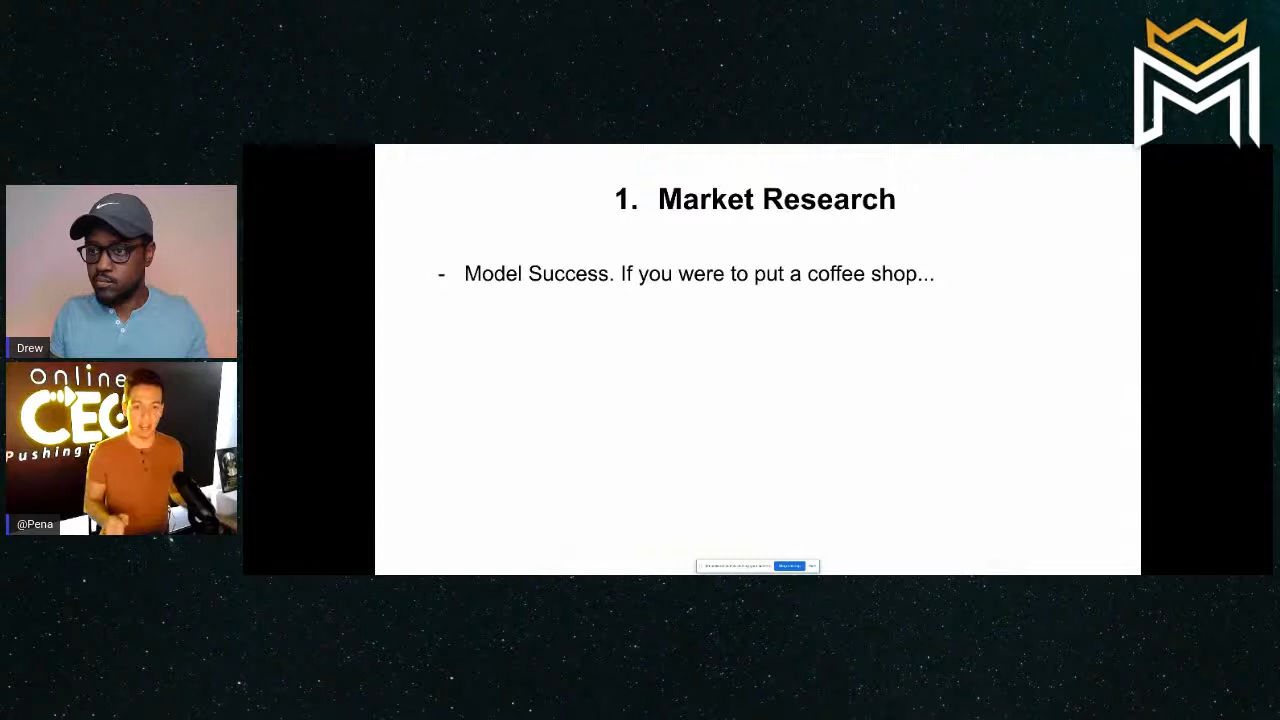 1. Market Research
- Model Success. If you were to put a coffee shop...
Drew
online
CEO
Pushing
@Pena